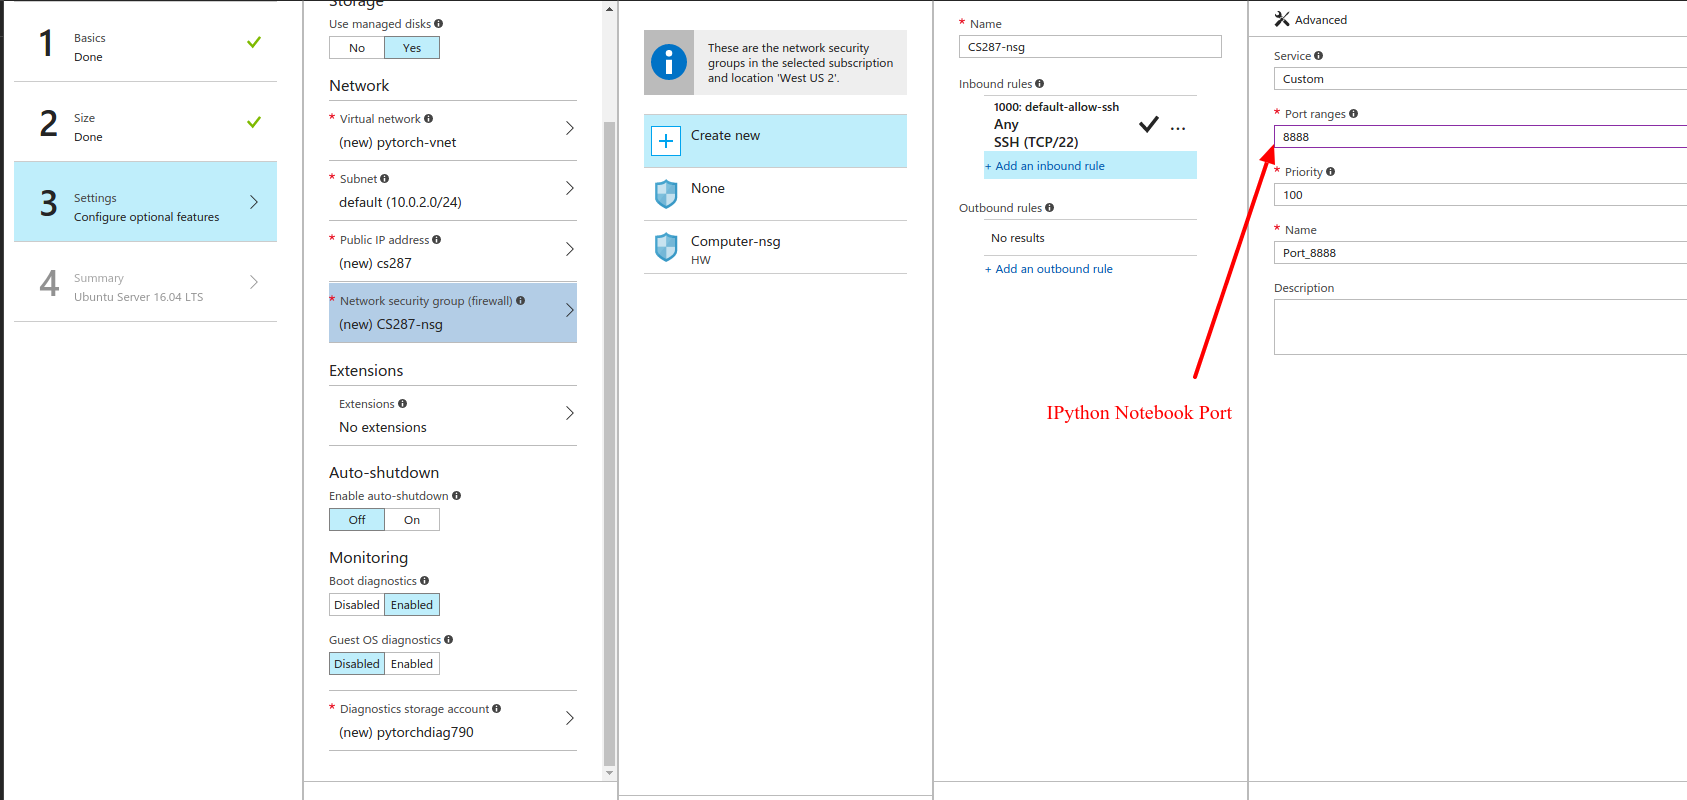 1
Basics
Done
2
Size
Done
3
Settings
Configure optional features
4
Summary
Ubuntu Server 16.04 LTS
Storage
Use managed disks
No Yes
Network
* Virtual network
(new) pytorch-vnet
* Subnet
default (10.0.2.0/24)
* Public IP address
(new) cs287
* Network security group (firewall)
(new) CS287-nsg
Extensions
Extensions
No extensions
Auto-shutdown
Enable auto-shutdown
Off On
Monitoring
Boot diagnostics
Disabled Enabled
Guest OS diagnostics
Disabled Enabled
* Diagnostics storage account
(new) pytorchdiag790
These are the network security
groups in the selected subscription
and location 'West US 2'.
Create new
None
Computer-nsg
HW
* Name
CS287-nsg
Inbound rules
1000: default-allow-ssh
Any
SSH (TCP/22)
...
+ Add an inbound rule
Outbound rules
No results
+ Add an outbound rule
IPython Notebook Port
Advanced
Service
Custom
* Port ranges
8888
* Priority
100
* Name
Port_8888
Description